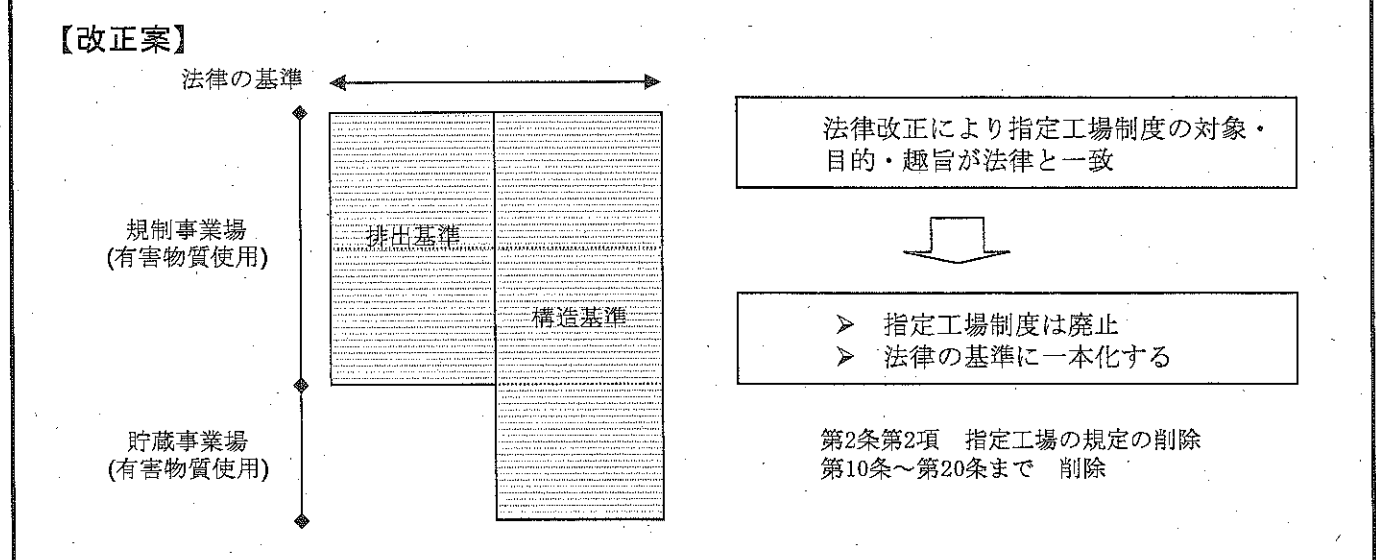 【改正案】
法律の基準
規制事業場
(有害物質使用)
排出基準
構造基準
貯蔵事業場
(有害物質使用)
法律改正により指定工場制度の対象・
目的・趣旨が法律と一致
➢ 指定工場制度は廃止
➢ 法律の基準に一本化する
第2条第2項　指定工場の規定の削除
第10条～第20条まで　削除